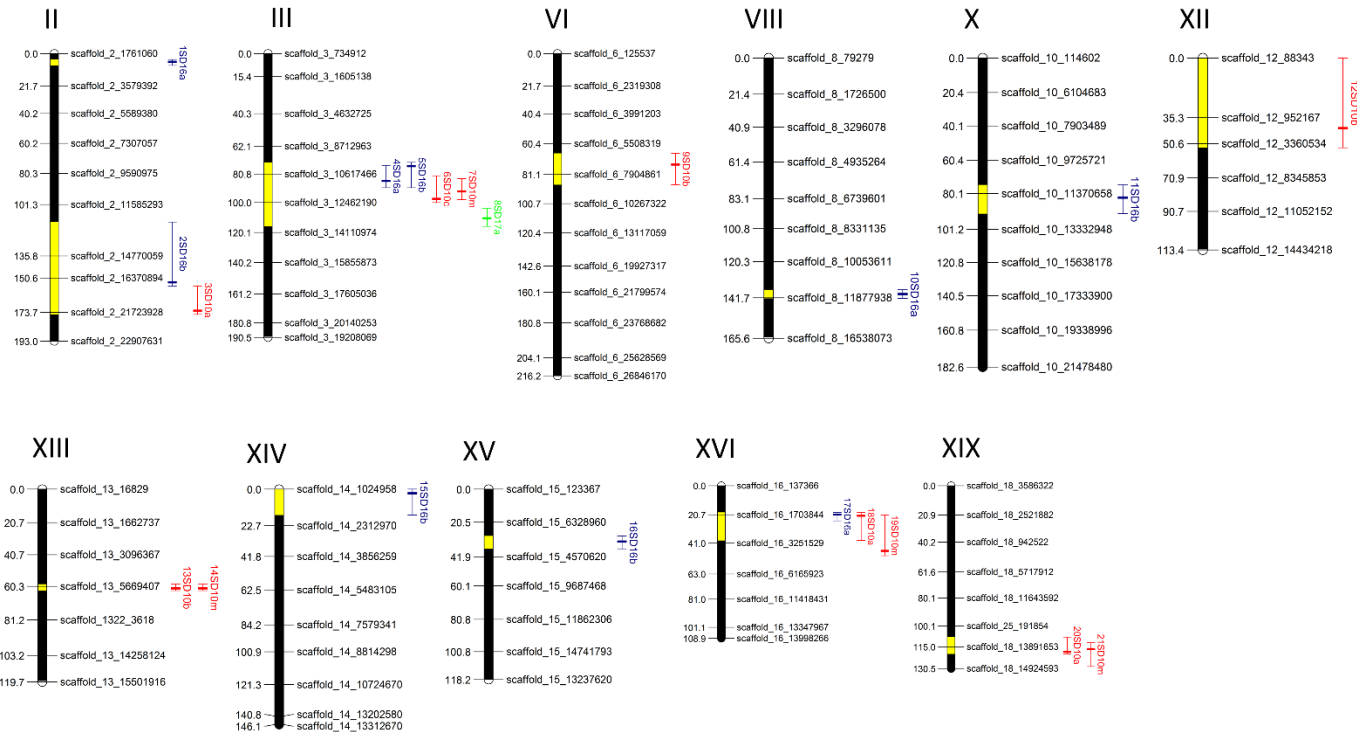 II
0.0 scaffold_2_1761060
21.7 scaffold_2_3579392
40.2 scaffold_2_5589380
60.2 scaffold_2_7307057
80.3 scaffold_2_9590975
101.3 scaffold_2_11585293
135.8 scaffold_2_14770059
150.6 scaffold_2_16370894
173.7 scaffold_2_21723928
193.0 scaffold_2_22907631
1SD16a
2SD16b
3SD10a
III
0.0 scaffold_3_734912
15.4 scaffold_3_1605138
40.3 scaffold_3_4632725
62.1 scaffold_3_8712963
80.8 scaffold_3_10617466
100.0 scaffold_3_12462190
120.1 scaffold_3_14110974
140.2 scaffold_3_15855873
161.2 scaffold_3_17605036
180.8 scaffold_3_20140253
190.5 scaffold_3_19208069
4SD16a
5SD16b
6SD10c
7SD10m
8SD17a
VI
0.0 scaffold_6_125537
21.7 scaffold_6_2319308
40.4 scaffold_6_3991203
60.4 scaffold_6_5508319
81.1 scaffold_6_7904861
100.7 scaffold_6_10267322
120.4 scaffold_6_13117059
142.6 scaffold_6_19927317
160.1 scaffold_6_21799574
180.8 scaffold_6_23768682
204.1 scaffold_6_25628569
216.2 scaffold_6_26846170
9SD10b
VIII
0.0 scaffold_8_79279
21.4 scaffold_8_1726500
40.9 scaffold_8_3296078
61.4 scaffold_8_4935264
83.1 scaffold_8_6739601
100.8 scaffold_8_8331135
120.3 scaffold_8_10053611
141.7 scaffold_8_11877938
165.6 scaffold_8_16538073
10SD16a
X
0.0 scaffold_10_114602
20.4 scaffold_10_6104683
40.1 scaffold_10_7903489
60.4 scaffold_10_9725721
80.1 scaffold_10_11370658
101.2 scaffold_10_13332948
120.8 scaffold_10_15638178
140.5 scaffold_10_17333900
160.8 scaffold_10_19338996
182.6 scaffold_10_21478480
11SD16b
XII
0.0 scaffold_12_88343
35.3 scaffold_12_952167
50.6 scaffold_12_3360534
70.9 scaffold_12_8345853
90.7 scaffold_12_11052152
113.4 scaffold_12_14434218
12SD10b
XIII
0.0 scaffold_13_16829
20.7 scaffold_13_1662737
40.7 scaffold_13_3096367
60.3 scaffold_13_5669407
81.2 scaffold_1322_3618
103.2 scaffold_13_14258124
119.7 scaffold_13_15501916
13SD10b
14SD10m
XIV
0.0 scaffold_14_1024958
22.7 scaffold_14_2312970
41.8 scaffold_14_3856259
62.5 scaffold_14_5483105
84.2 scaffold_14_7579341
100.9 scaffold_14_8814298
121.3 scaffold_14_10724670
140.8 scaffold_14_13202580
146.1 scaffold_14_13312670
15SD16b
XV
0.0 scaffold_15_123367
20.5 scaffold_15_6328960
41.9 scaffold_15_4570620
60.1 scaffold_15_9687468
80.8 scaffold_15_11862306
100.8 scaffold_15_14741793
118.2 scaffold_15_13237620
16SD16b
XVI
0.0 scaffold_16_137366
20.7 scaffold_16_1703844
41.0 scaffold_16_3251529
63.0 scaffold_16_6165923
81.0 scaffold_16_11418431
101.1 scaffold_16_13347967
108.9 scaffold_16_13998266
17SD16a
18SD10a
19SD10m
XIX
0.0 scaffold_18_3586322
20.9 scaffold_18_2521882
40.2 scaffold_18_942522
61.6 scaffold_18_5717912
80.1 scaffold_18_11643592
100.1 scaffold_25_191854
115.0 scaffold_18_13891653
130.5 scaffold_18_14924593
20SD10a
21SD10m